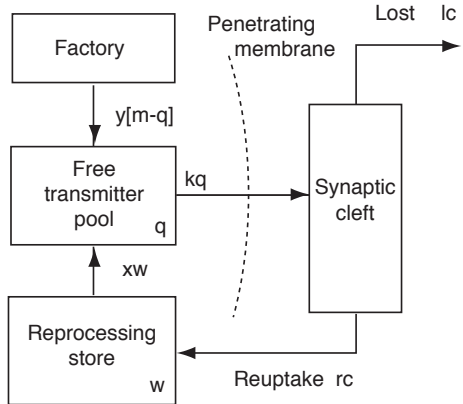 Factory
Penetrating
membrane
Lost lc
y[m-q]
Free
transmitter
pool
q
kq
Synaptic
cleft
xw
Reprocessing
store
w
Reuptake rc